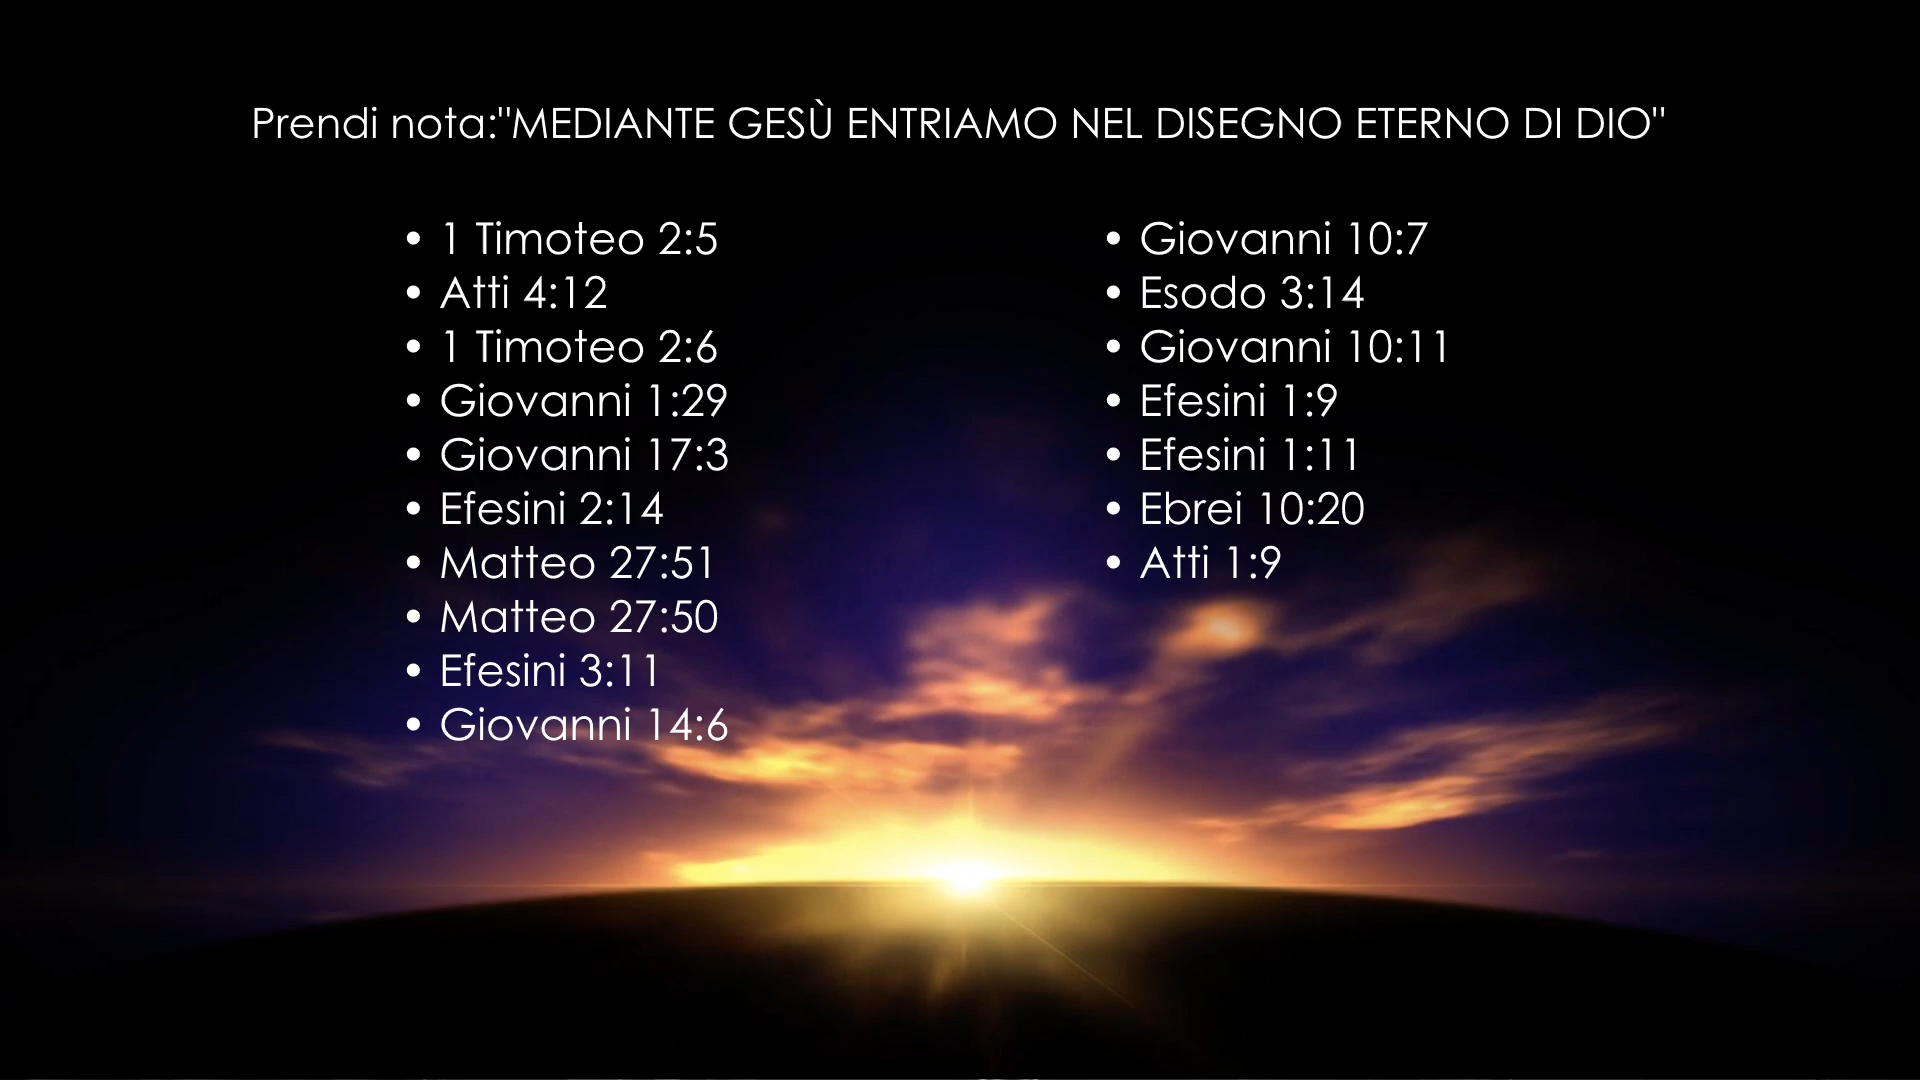 Prendi nota:"MEDIANTE GESÙ ENTRIAMO NEL DISEGNO ETERNO DI DIO"
• 1 Timoteo 2:5
• Atti 4:12
• 1 Timoteo 2:6
• Giovanni 1:29
• Giovanni 17:3
• Efesini 2:14
• Matteo 27:51
• Matteo 27:50
• Efesini 3:11
• Giovanni 14:6
• Giovanni 10:7
• Esodo 3:14
• Giovanni 10:11
• Efesini 1:9
• Efesini 1:11
• Ebrei 10:20
• Atti 1:9